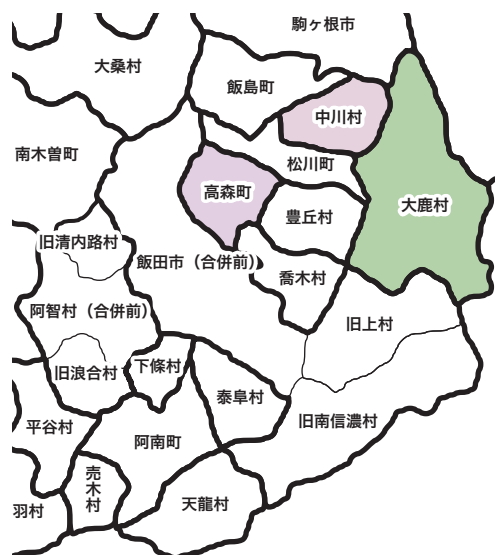 駒ヶ根市
大桑村
飯島町
中川村
南木曽町
松川町
高森町
大鹿村
豊丘村
旧清内路村
飯田市（合併前）
喬木村
阿智村（合併前）
旧上村
下條村
旧浪合村
泰阜村
旧南信濃村
平谷村
阿南町
売木村
天龍村
羽村